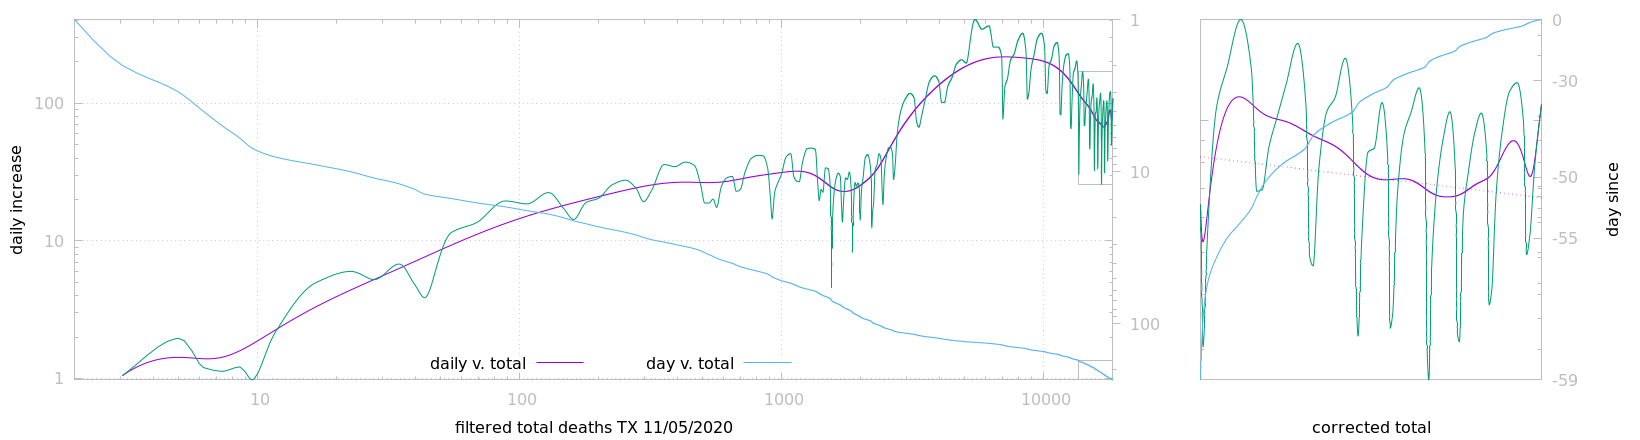 daily increase
100
10
1
10
100
1000
10000
1
10
100
daily v. total
day v. total
filtered total deaths TX 11/05/2020
0
-30
-50
-55
-59
day since
corrected total